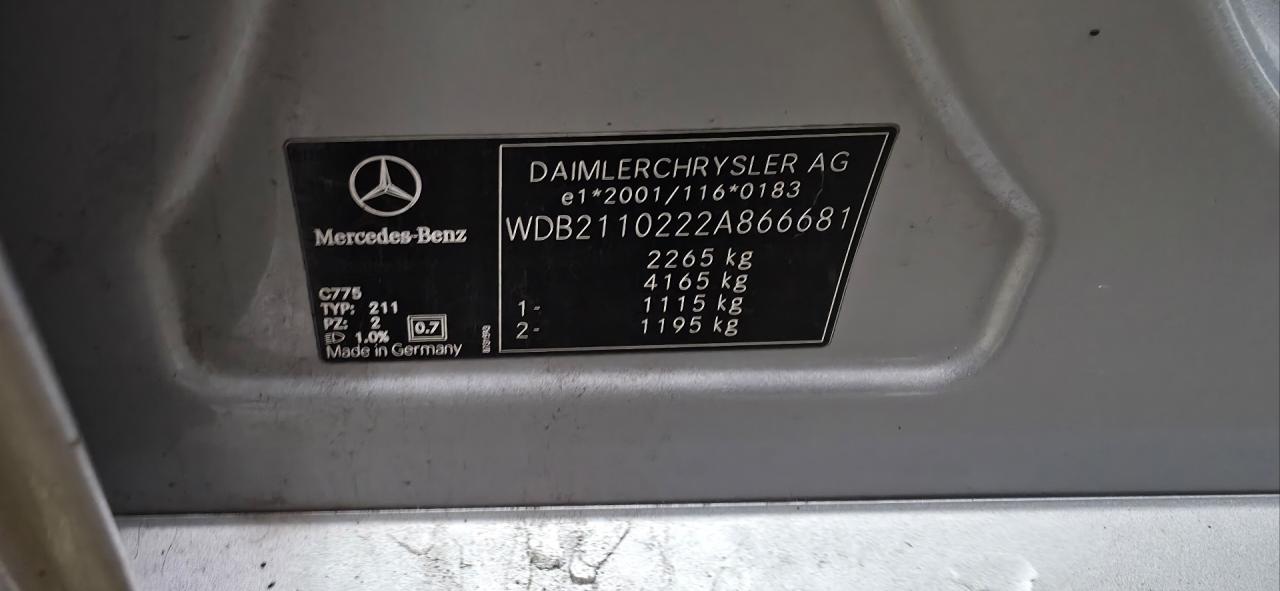 Mercedes-Benz
C775
TYP: 211
PZ: 2
1.0%
0.7
Made in Germany
DAIMLERCHRYSLER AG
e1*2001/116*0183
WDB2110222A866681
2265 kg
4165 kg
1- 1115 kg
2- 1195 kg